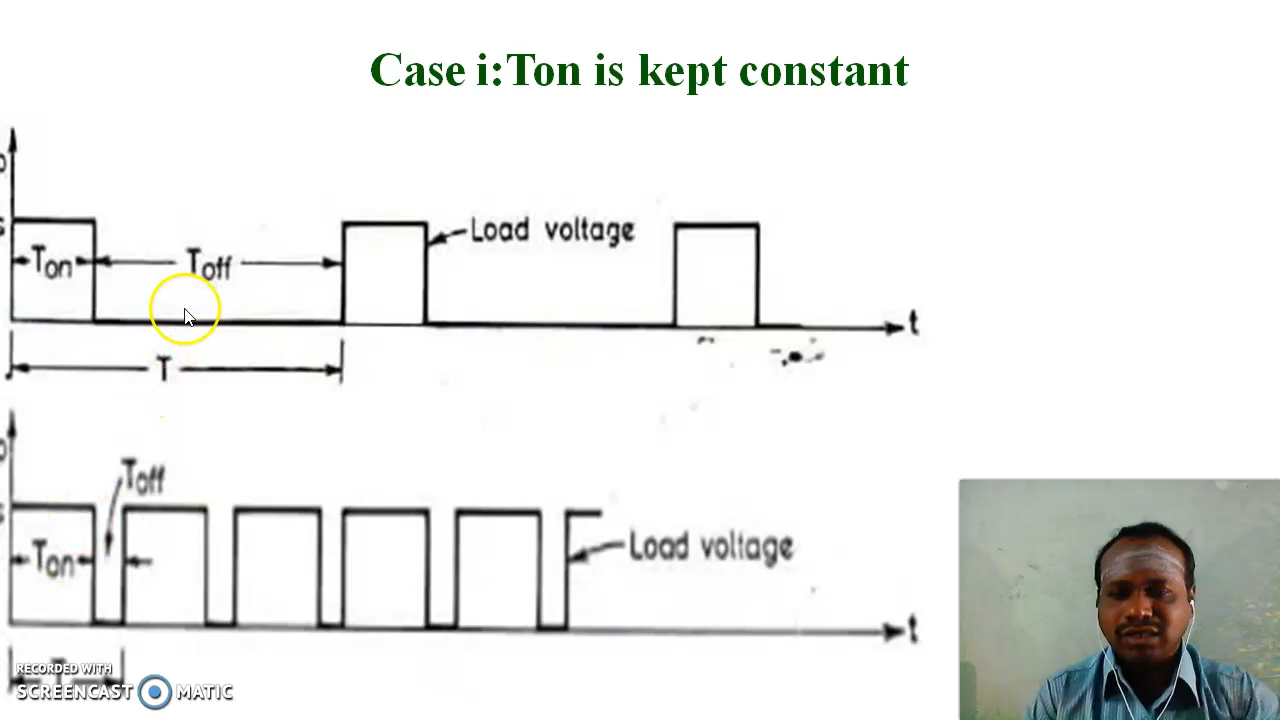 Case i:Ton is kept constant
Load voltage
Ton
Toff
t
T
Toff
Ton
Load voltage
t
RECORDED WITH
SCREENCAST MATIC